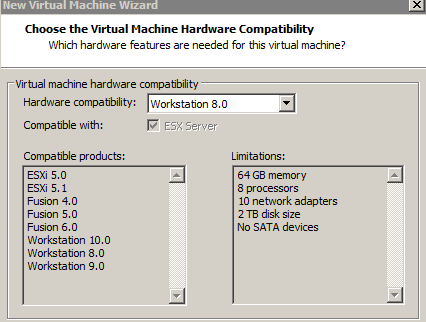 New Virtual Machine Wizard
Choose the Virtual Machine Hardware Compatibility
Which hardware features are needed for this virtual machine?
Virtual machine hardware compatibility
Hardware compatibility: Workstation 8.0
Compatible with: ESX Server
Compatible products:
ESXi 5.0
ESXi 5.1
Fusion 4.0
Fusion 5.0
Fusion 6.0
Workstation 10.0
Workstation 8.0
Workstation 9.0
Limitations:
64 GB memory
8 processors
10 network adapters
2 TB disk size
No SATA devices